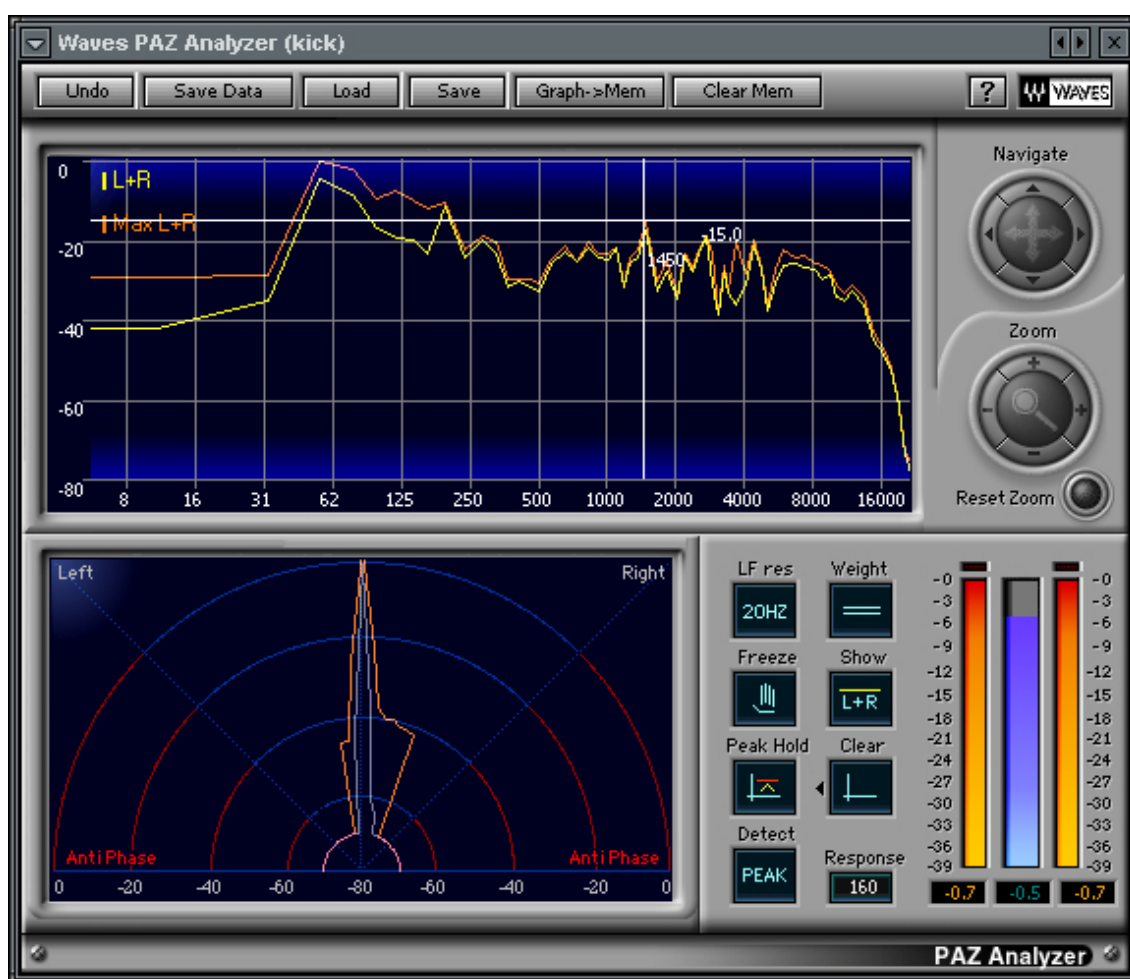 Waves PAZ Analyzer (kick)
Undo Save Data Load Save Graph->Mem Clear Mem ? WAVES
0 L+R
Max L+R
-15.0
1450
-20
-40
-60
-80
8 16 31 62 125 250 500 1000 2000 4000 8000 16000
Navigate
Zoom
Reset Zoom
Left Right
Anti Phase Anti Phase
0 -20 -40 -60 -80 -60 -40 -20 0
LF res Weight
20HZ
Freeze Show
L+R
Peak Hold Clear
Detect Response
PEAK 160
-0 -0
-3 -3
-6 -6
-9 -9
-12 -12
-15 -15
-18 -18
-21 -21
-24 -24
-27 -27
-30 -30
-33 -33
-36 -36
-39 -39
-0.7 -0.5 -0.7
PAZ Analyzer